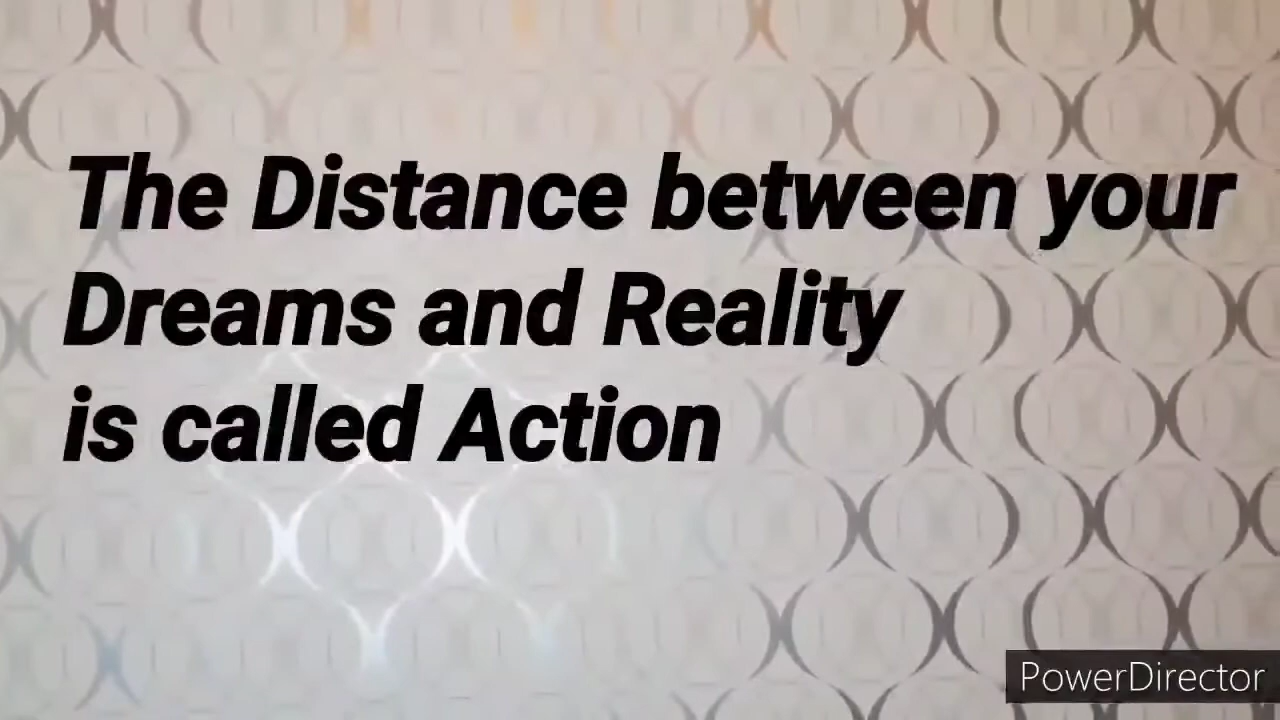 The Distance between your
Dreams and Reality
is called Action
PowerDirector